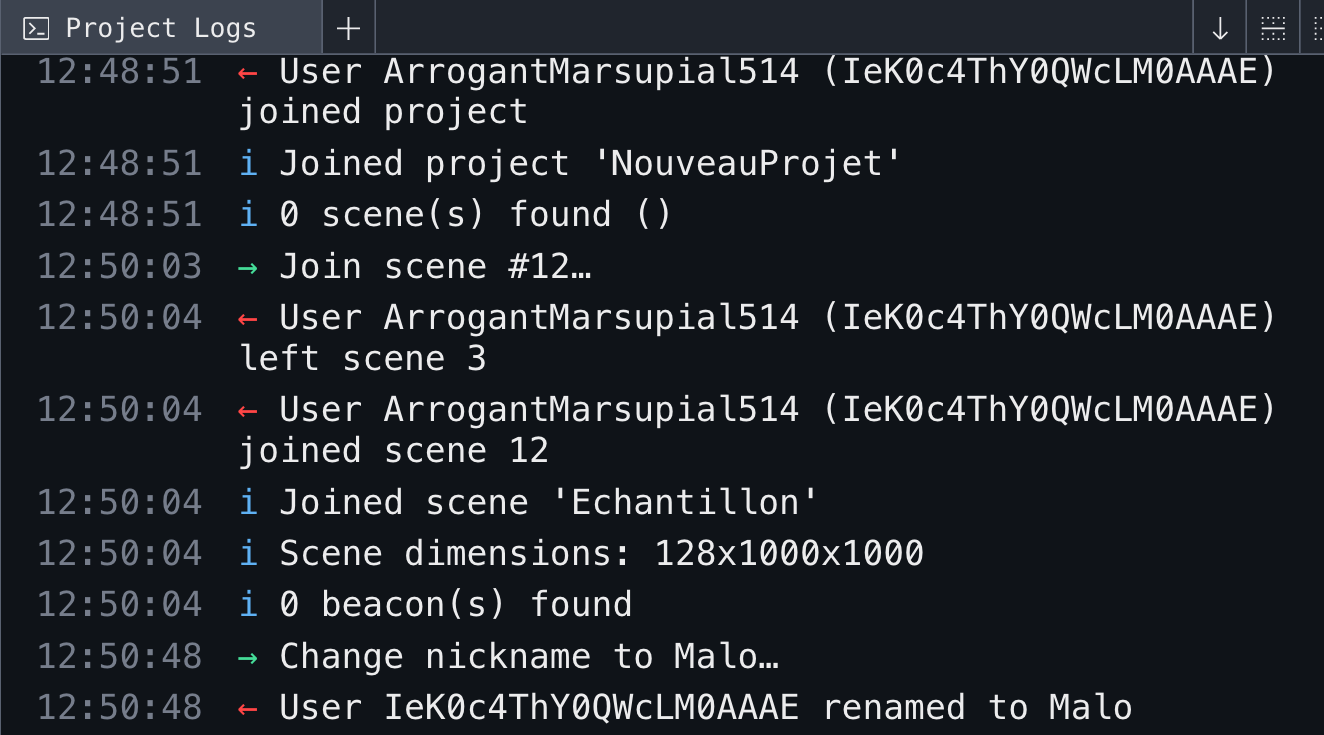 Project Logs
12:48:51 ← User ArrogantMarsupial514 (IeK0c4ThY0QWcLM0AAAE)
joined project
12:48:51 i Joined project 'NouveauProjet'
12:48:51 i 0 scene(s) found ()
12:50:03 → Join scene #12…
12:50:04 ← User ArrogantMarsupial514 (IeK0c4ThY0QWcLM0AAAE)
left scene 3
12:50:04 ← User ArrogantMarsupial514 (IeK0c4ThY0QWcLM0AAAE)
joined scene 12
12:50:04 i Joined scene 'Echantillon'
12:50:04 i Scene dimensions: 128x1000x1000
12:50:04 i 0 beacon(s) found
12:50:48 → Change nickname to Malo…
12:50:48 ← User IeK0c4ThY0QWcLM0AAAE renamed to Malo